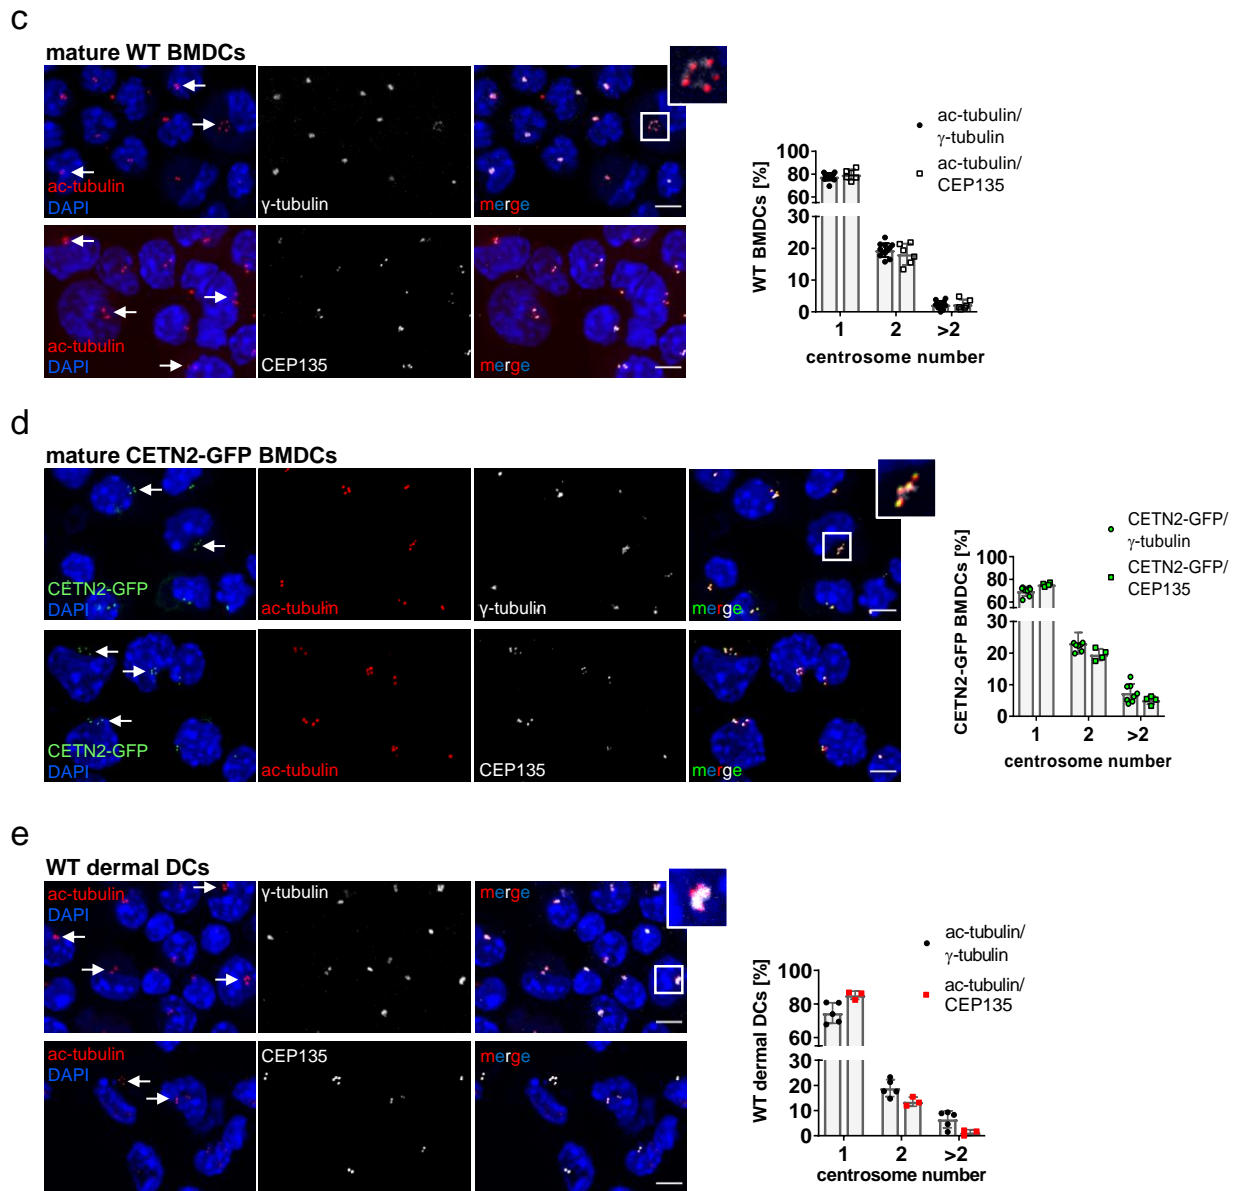 c
mature WT BMDCs
ac-tubulin
DAPI
γ-tubulin
merge
ac-tubulin
DAPI
CEP135
merge
ac-tubulin/
γ-tubulin
ac-tubulin/
CEP135
WT BMDCs [%]
100
80
60
30
20
10
0
1 2 >2
centrosome number
d
mature CETN2-GFP BMDCs
CETN2-GFP
DAPI
ac-tubulin
γ-tubulin
merge
CETN2-GFP
DAPI
ac-tubulin
CEP135
merge
CETN2-GFP/
γ-tubulin
CETN2-GFP/
CEP135
CETN2-GFP BMDCs [%]
100
80
60
30
20
10
0
1 2 >2
centrosome number
e
WT dermal DCs
ac-tubulin
DAPI
γ-tubulin
merge
ac-tubulin
DAPI
CEP135
merge
ac-tubulin/
γ-tubulin
ac-tubulin/
CEP135
WT dermal DCs [%]
100
80
60
30
20
10
0
1 2 >2
centrosome number